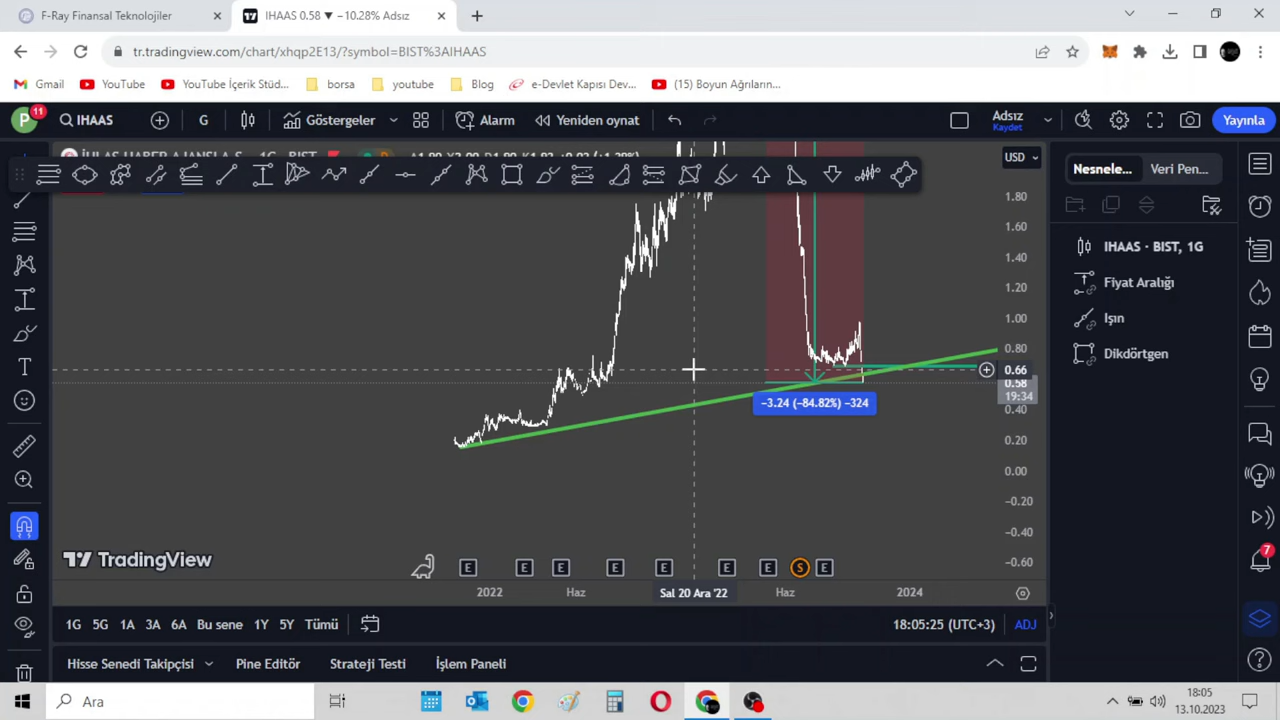 F-Ray Finansal Teknolojiler
IHAAS 0.58 ▼ −10.28% Adsız
tr.tradingview.com/chart/xhqp2E13/?symbol=BIST%3AIHAAS
Gmail
YouTube
YouTube İçerik Stüd...
borsa
youtube
Blog
e-Devlet Kapısı Dev...
(15) Boyun Ağrıların...
P
11
IHAAS
G
Göstergeler
Alarm
Yeniden oynat
Adsız
Kaydet
Yayınla
USD
1.80
1.60
1.40
1.20
1.00
0.80
0.66
0.58
19:34
0.40
0.20
0.00
−0.20
−0.40
−0.60
−3.24 (−84.82%) −324
Nesnele...
Veri Pen...
IHAAS · BIST, 1G
Fiyat Aralığı
Işın
Dikdörtgen
7
TradingView
E
E
E
E
E
E
E
S
E
2022
Haz
Sal 20 Ara '22
Haz
2024
1G
5G
1A
3A
6A
Bu sene
1Y
5Y
Tümü
18:05:25 (UTC+3)
ADJ
Hisse Senedi Takipçisi
Pine Editör
Strateji Testi
İşlem Paneli
Ara
18:05
13.10.2023